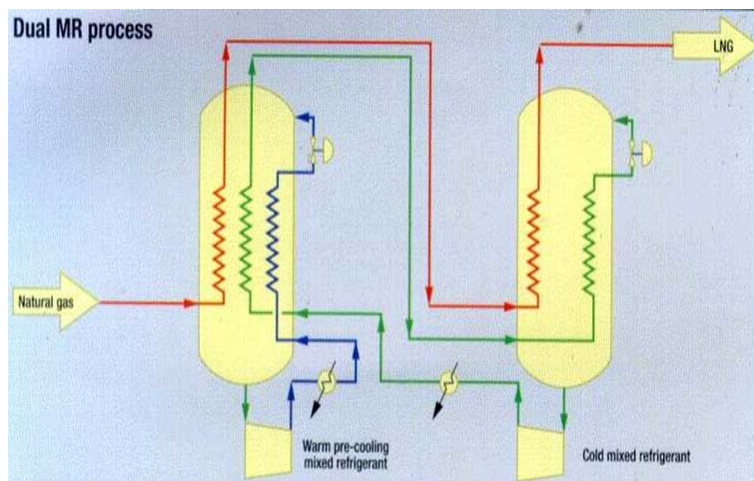 Dual MR process
LNG
Natural gas
Warm pre-cooling
mixed refrigerant
Cold mixed refrigerant